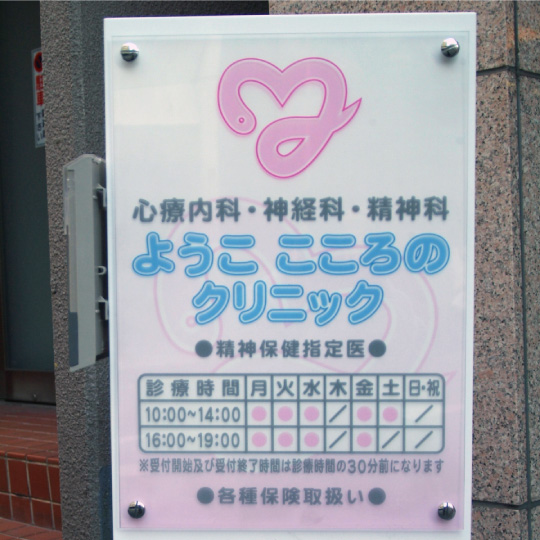 心療内科・神経科・精神科
ようこ こころの
クリニック
●精神保健指定医●
診療時間 月 火 水 木 金 土 日・祝
10:00~14:00 ● ● ● / ● ● /
16:00~19:00 ● ● ● / ● / /
※受付開始及び受付終了時間は診療時間の30分前になります
●各種保険取扱い●